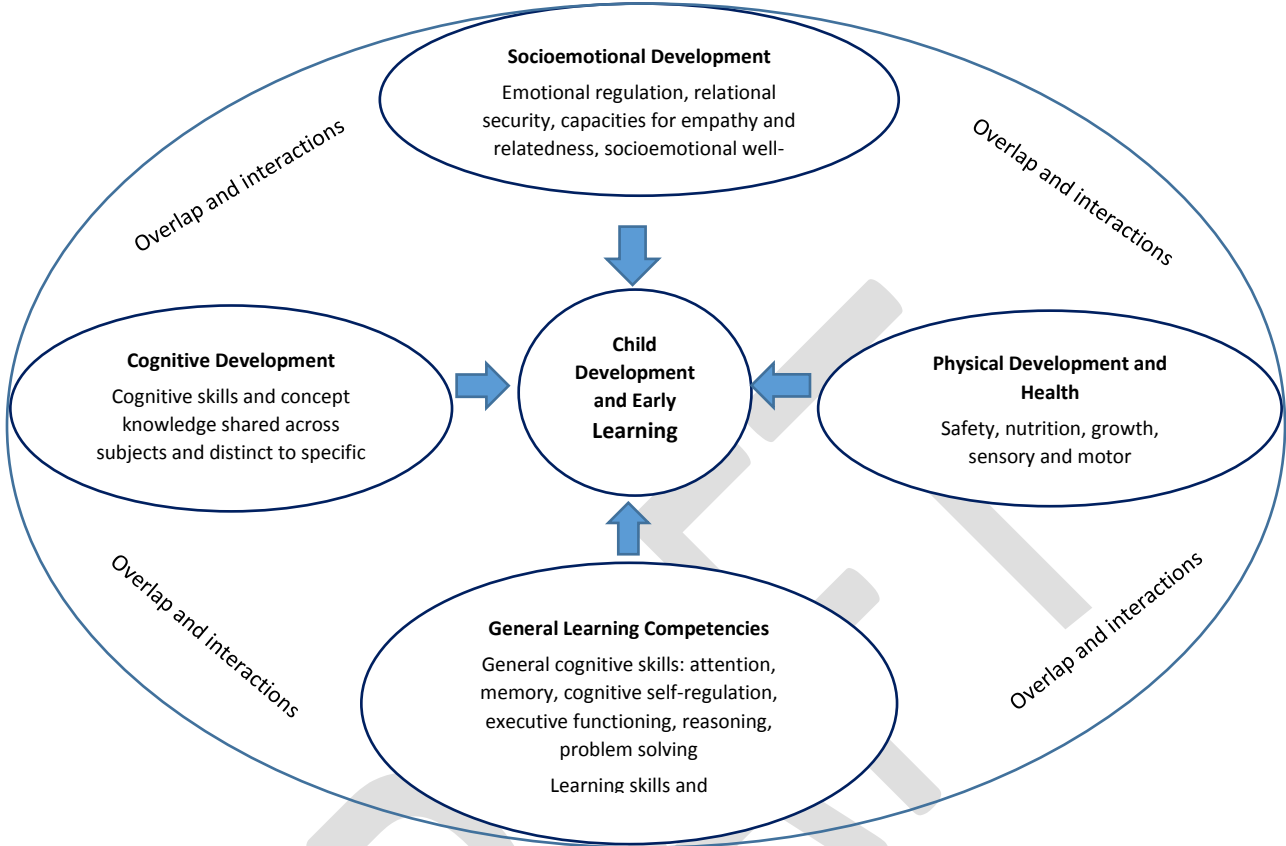 Socioemotional Development
Emotional regulation, relational
security, capacities for empathy and
relatedness, socioemotional well-
Overlap and interactions
Overlap and interactions
Cognitive Development
Cognitive skills and concept
knowledge shared across
subjects and distinct to specific
Child
Development
and Early
Learning
Physical Development and
Health
Safety, nutrition, growth,
sensory and motor
Overlap and interactions
Overlap and interactions
General Learning Competencies
General cognitive skills: attention,
memory, cognitive self-regulation,
executive functioning, reasoning,
problem solving
Learning skills and